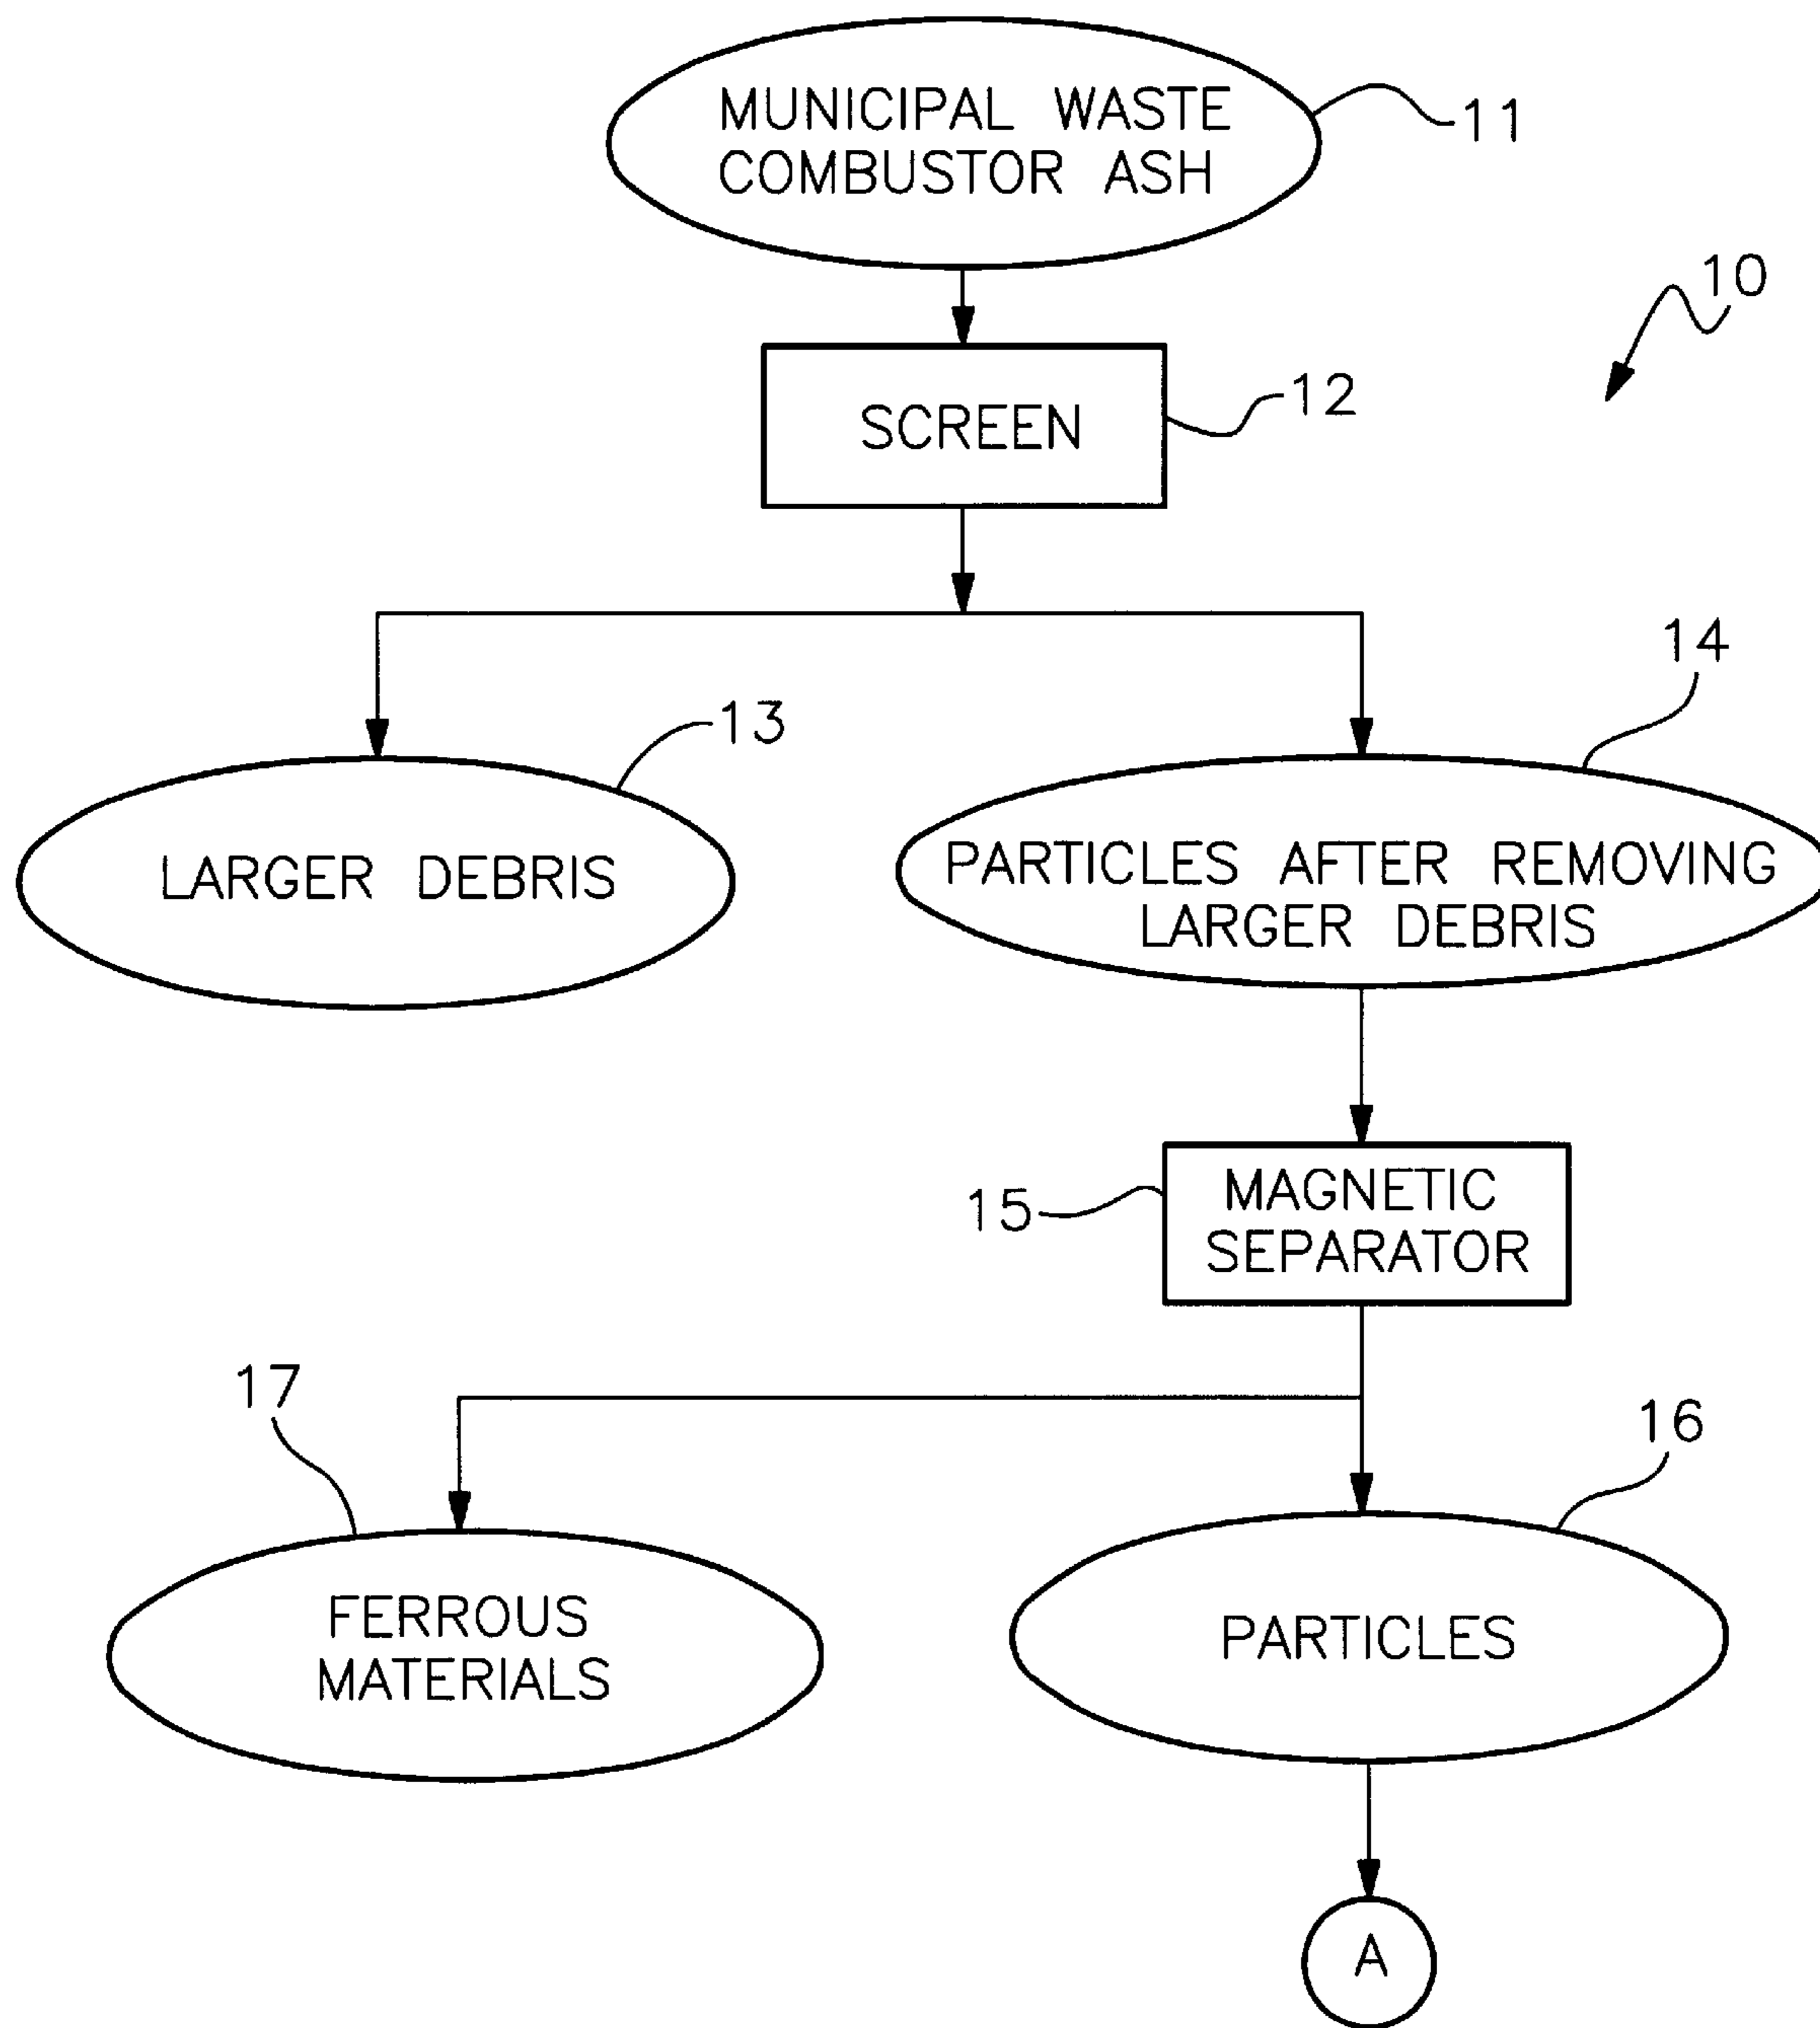 MUNICIPAL WASTE
COMBUSTOR ASH
11
10
SCREEN
12
14
13
LARGER DEBRIS
PARTICLES AFTER REMOVING
LARGER DEBRIS
15
MAGNETIC
SEPARATOR
17
16
FERROUS
MATERIALS
PARTICLES
A